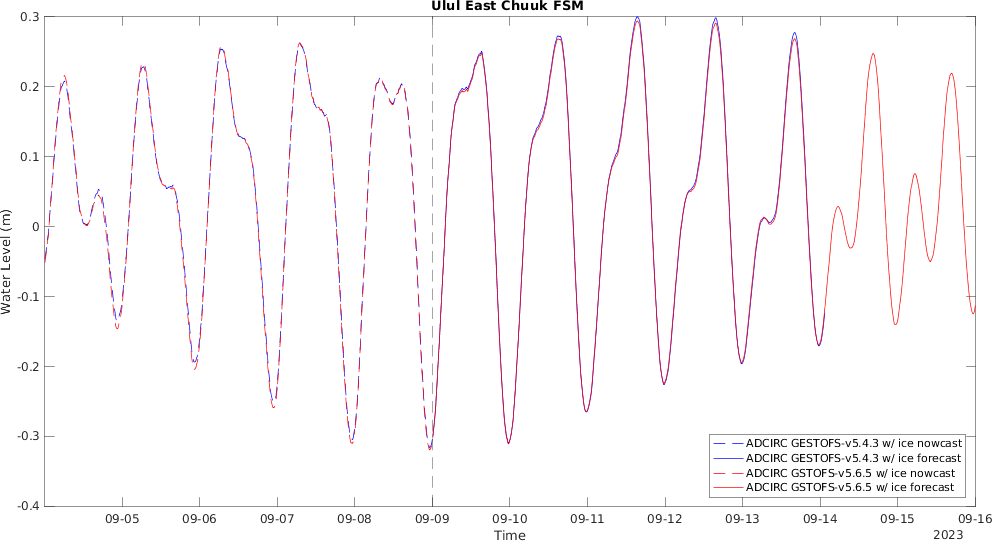 Ulul East Chuuk FSM
0.3
0.2
0.1
0
-0.1
-0.2
-0.3
-0.4
Water Level (m)
ADCIRC GESTOFS-v5.4.3 w/ ice nowcast
ADCIRC GESTOFS-v5.4.3 w/ ice forecast
ADCIRC GSTOFS-v5.6.5 w/ ice nowcast
ADCIRC GSTOFS-v5.6.5 w/ ice forecast
09-05 09-06 09-07 09-08 09-09 09-10 09-11 09-12 09-13 09-14 09-15 09-16
Time
2023